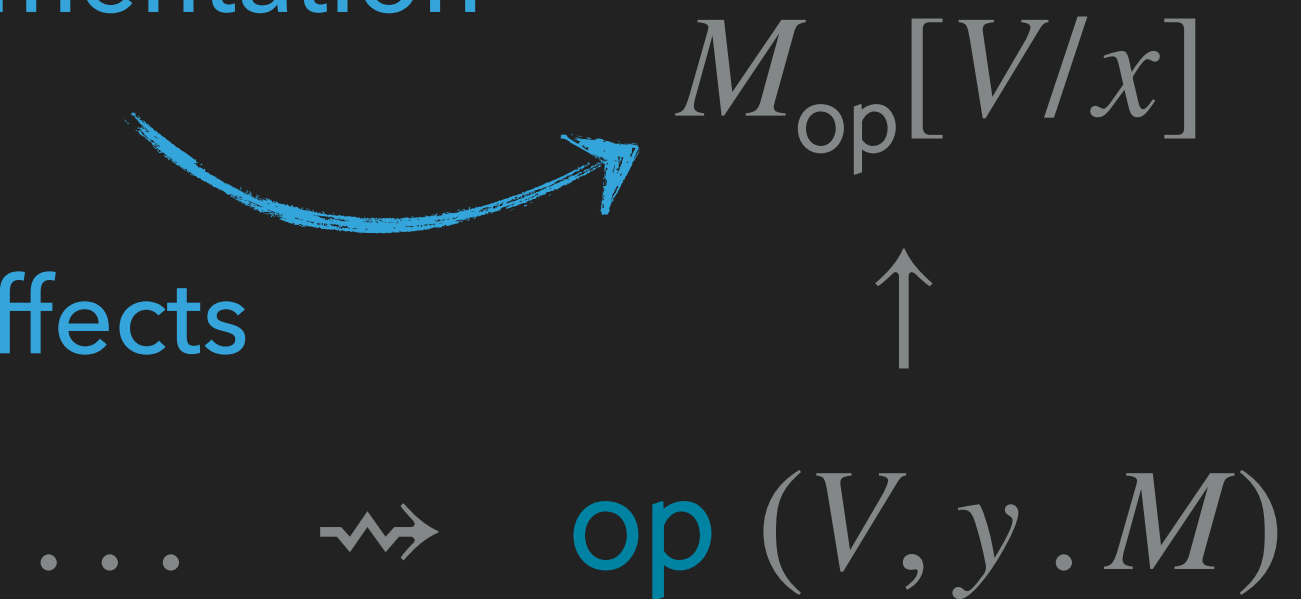 mentation
M_op[V/x]
↑
ffects
... ⇝ op (V, y . M)